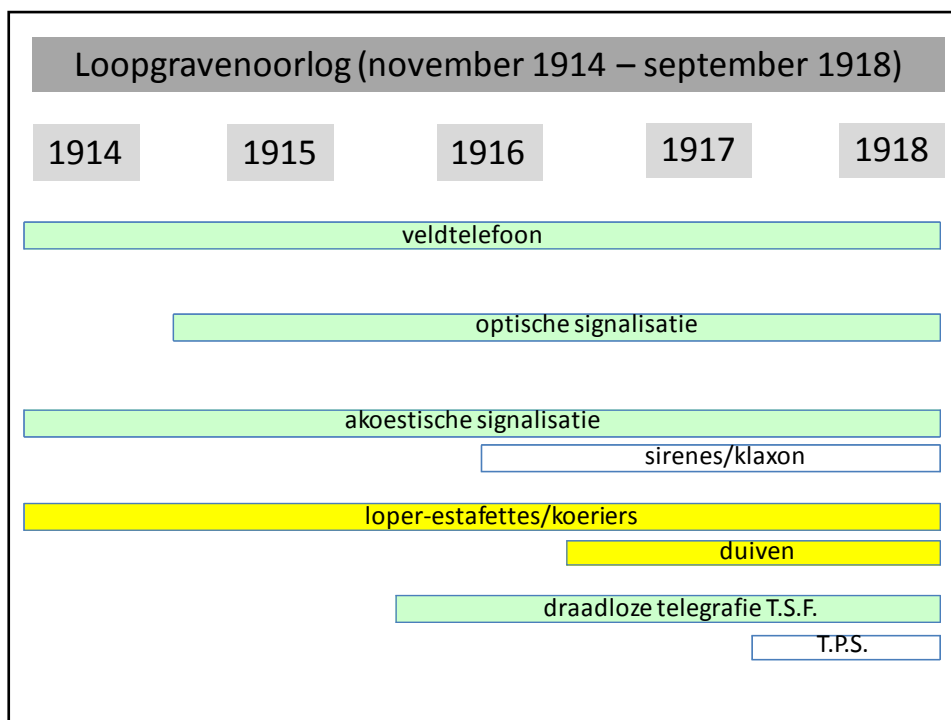 Loopgravenoorlog (november 1914 – september 1918)
1914 1915 1916 1917 1918
veldtelefoon
optische signalisatie
akoestische signalisatie
sirenes/klaxon
loper-estafettes/koeriers
duiven
draadloze telegrafie T.S.F.
T.P.S.